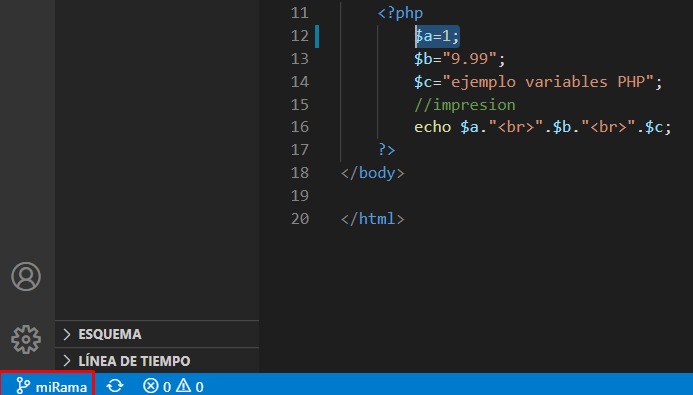 11 <?php
12 $a=1;
13 $b="9.99";
14 $c="ejemplo variables PHP";
15 //impresion
16 echo $a."<br>".$b."<br>".$c;
17 ?>
18 </body>
19
20 </html>
ESQUEMA
LÍNEA DE TIEMPO
miRama 0 0